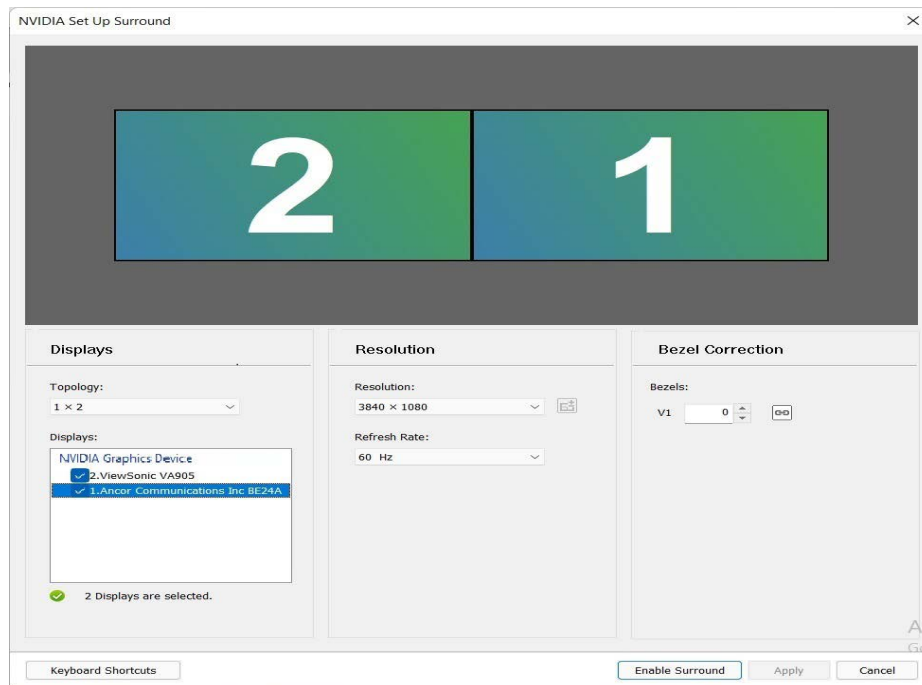 NVIDIA Set Up Surround
2
1
Displays
Topology:
1 × 2
Displays:
NVIDIA Graphics Device
2.ViewSonic VA905
1.Ancor Communications Inc BE24A
2 Displays are selected.
Resolution
Resolution:
3840 × 1080
Refresh Rate:
60 Hz
Bezel Correction
Bezels:
V1 0
Keyboard Shortcuts
Enable Surround
Apply
Cancel